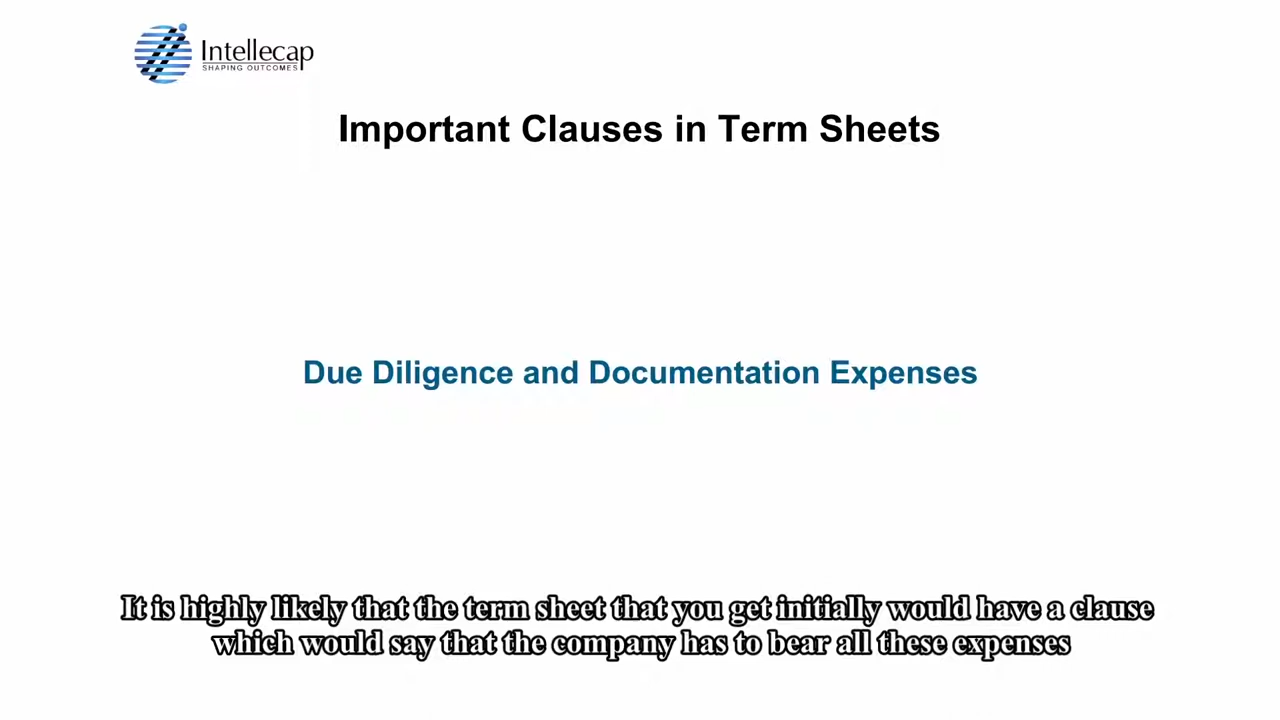 Intellecap
SHAPING OUTCOMES
Important Clauses in Term Sheets
Due Diligence and Documentation Expenses
It is highly likely that the term sheet that you get initially would have a clause
which would say that the company has to bear all these expenses